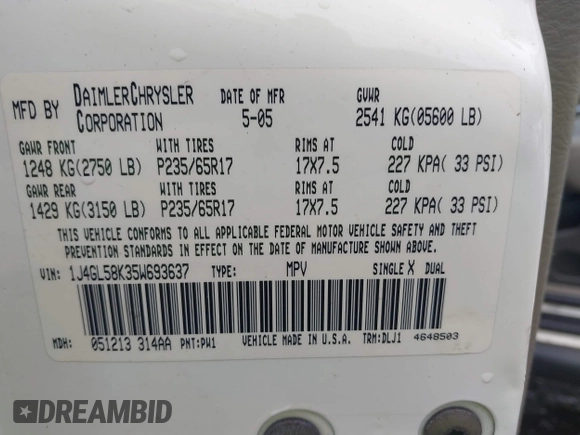 MFD BY DAIMLERCHRYSLER CORPORATION DATE OF MFR 5-05 GVWR 2541 KG(05600 LB)
GAWR FRONT WITH TIRES RIMS AT COLD
1248 KG(2750 LB) P235/65R17 17X7.5 227 KPA( 33 PSI)
GAWR REAR WITH TIRES RIMS AT COLD
1429 KG(3150 LB) P235/65R17 17X7.5 227 KPA( 33 PSI)
THIS VEHICLE CONFORMS TO ALL APPLICABLE FEDERAL MOTOR VEHICLE SAFETY AND THEFT
PREVENTION STANDARDS IN EFFECT ON THE DATE OF MANUFACTURE SHOWN ABOVE.
VIN: 1J4GL58K35W693637 TYPE: MPV SINGLE X DUAL
MDH: 051213 314AA PNT:PW1 VEHICLE MADE IN U.S.A. TRM:DLJ1 4648503
DREAMBID